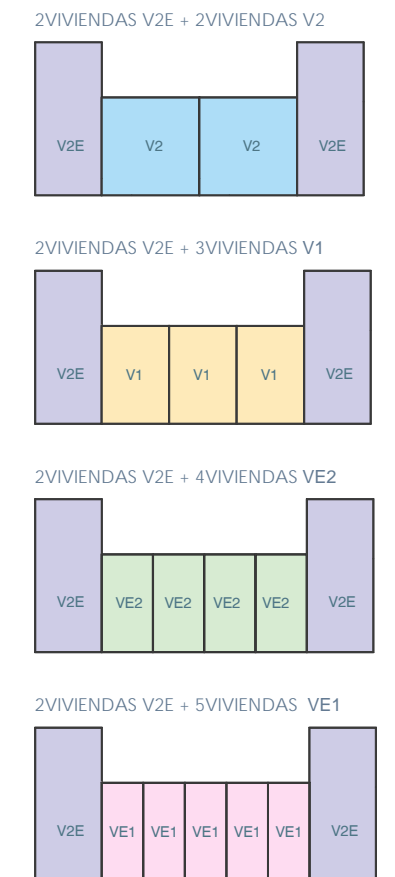 2VIVIENDAS V2E + 2VIVIENDAS V2
V2E V2 V2 V2E
2VIVIENDAS V2E + 3VIVIENDAS V1
V2E V1 V1 V1 V2E
2VIVIENDAS V2E + 4VIVIENDAS VE2
V2E VE2 VE2 VE2 VE2 V2E
2VIVIENDAS V2E + 5VIVIENDAS VE1
V2E VE1 VE1 VE1 VE1 VE1 V2E